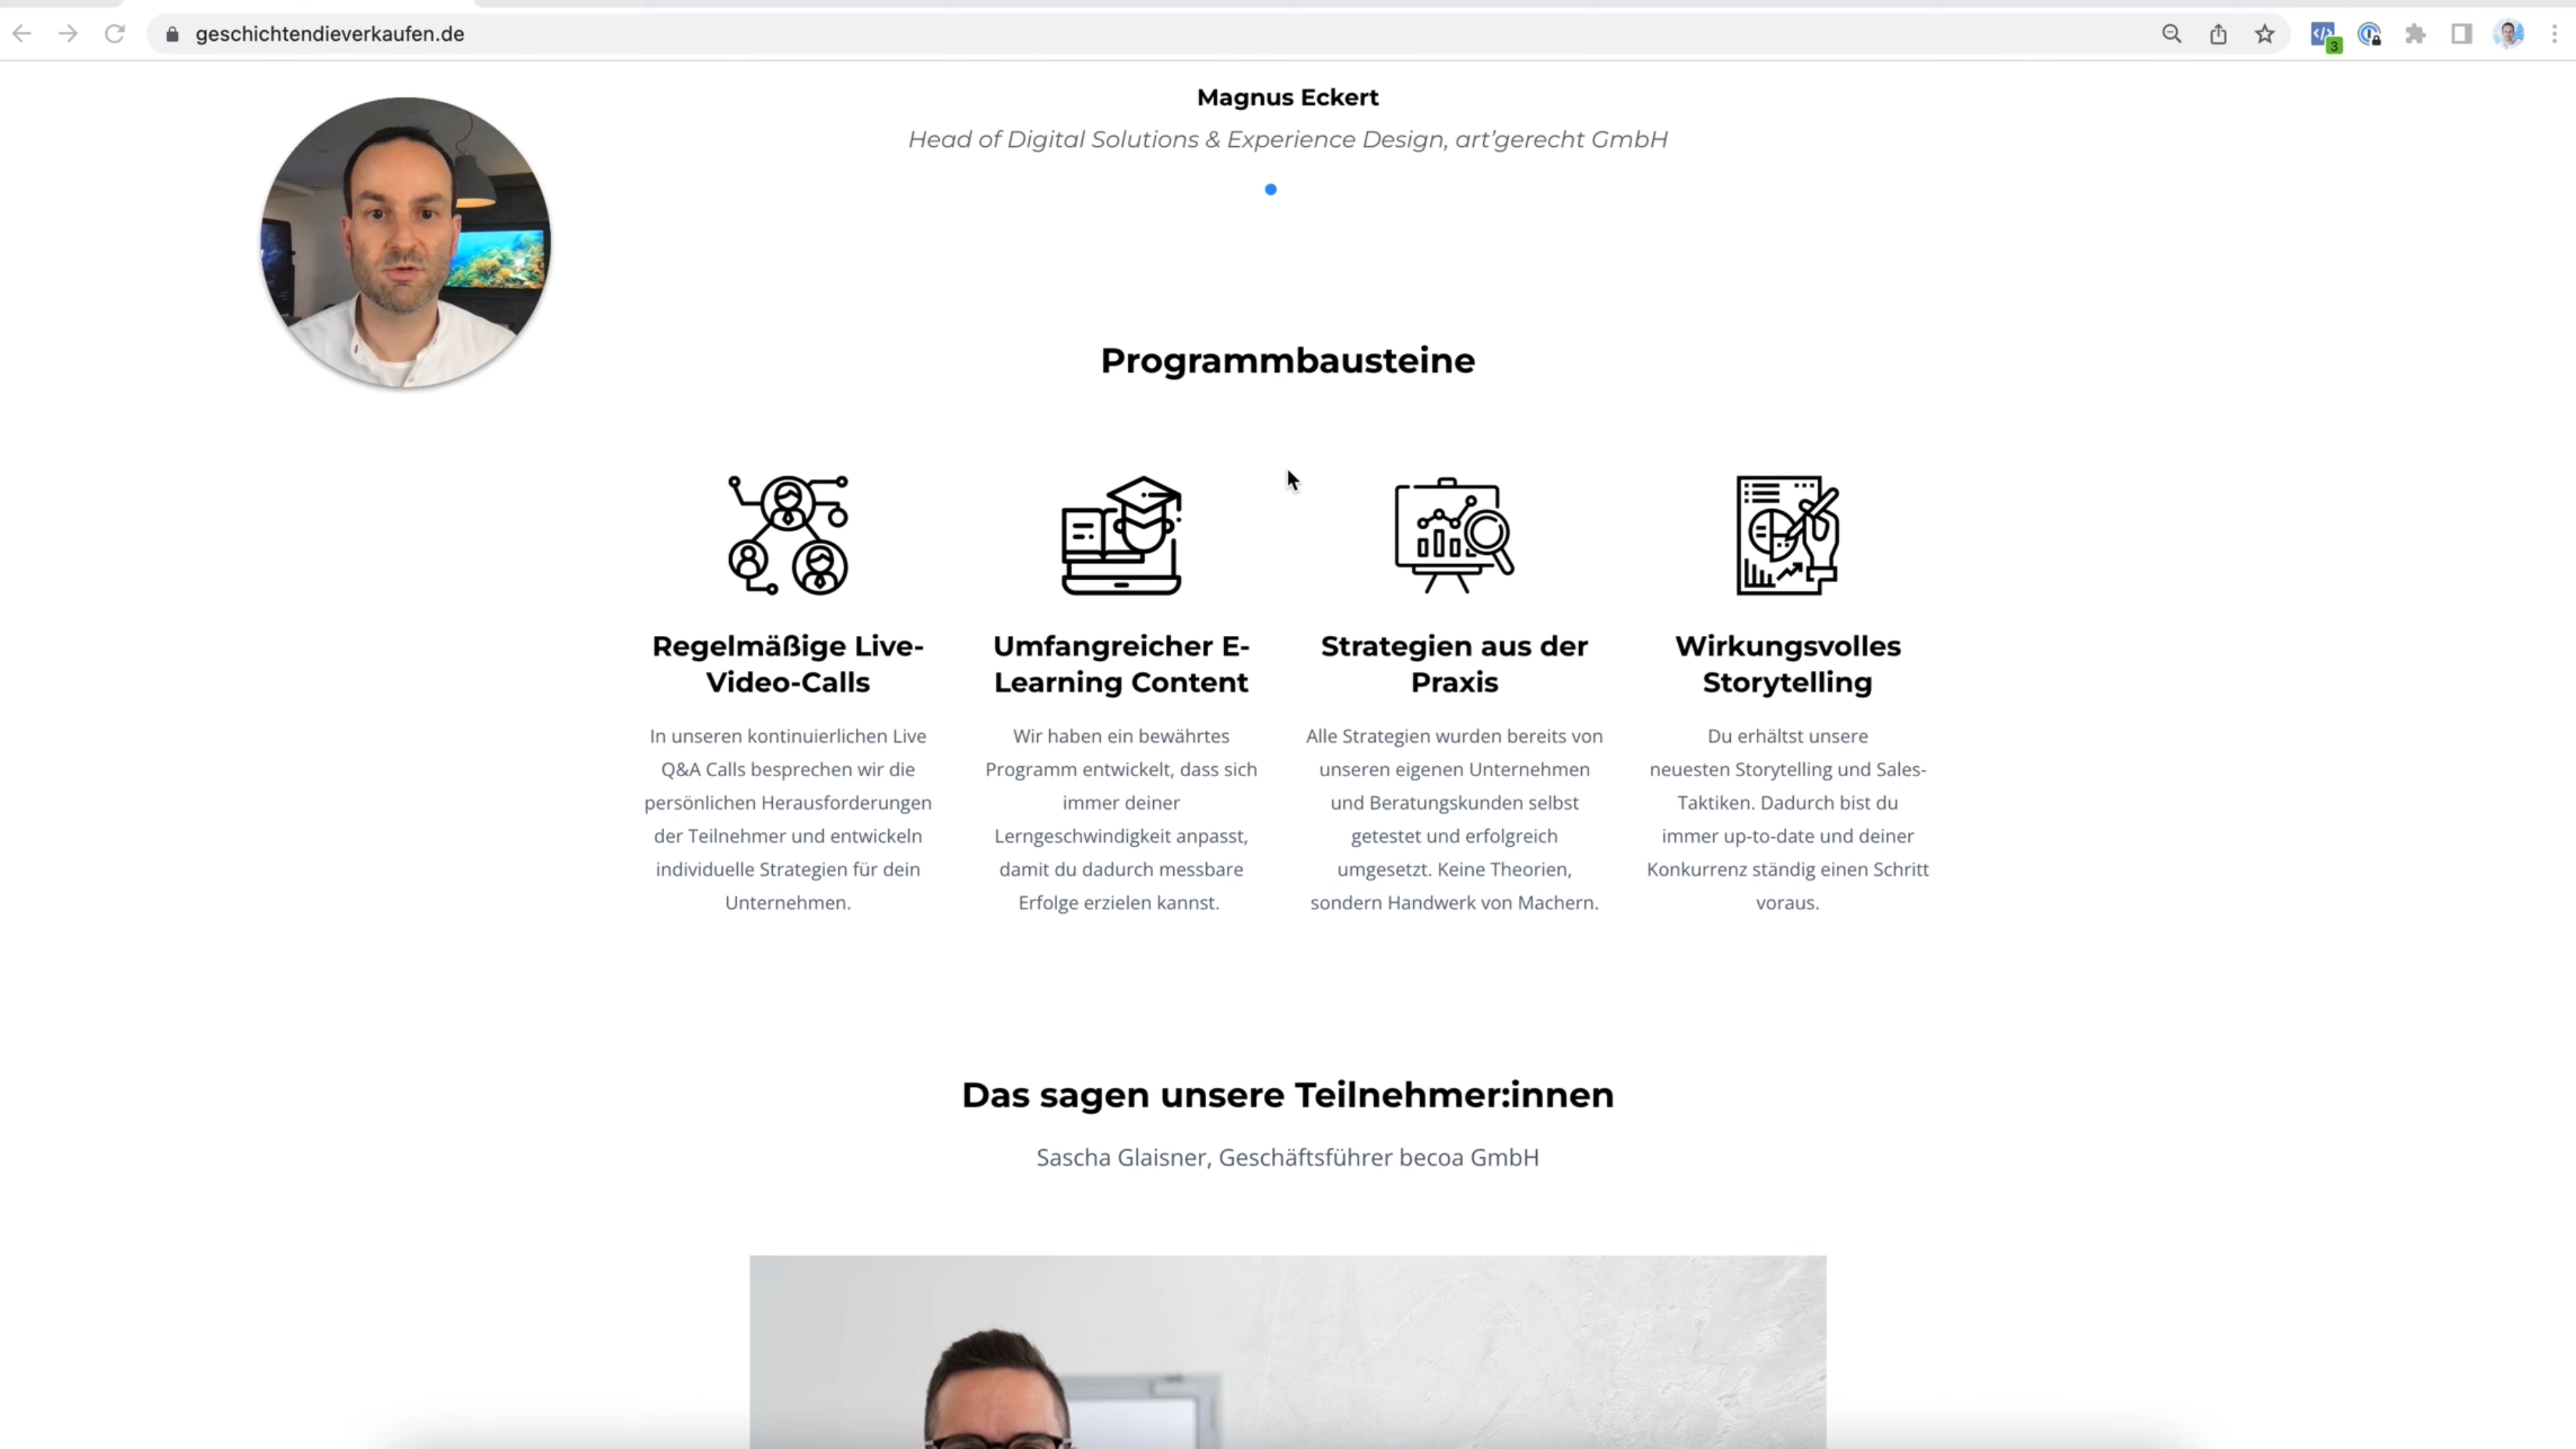 geschichtendieverkaufen.de
3
Magnus Eckert
Head of Digital Solutions & Experience Design, art'gerecht GmbH
Programmbausteine
Regelmäßige Live-
Video-Calls
In unseren kontinuierlichen Live
Q&A Calls besprechen wir die
persönlichen Herausforderungen
der Teilnehmer und entwickeln
individuelle Strategien für dein
Unternehmen.
Umfangreicher E-
Learning Content
Wir haben ein bewährtes
Programm entwickelt, dass sich
immer deiner
Lerngeschwindigkeit anpasst,
damit du dadurch messbare
Erfolge erzielen kannst.
Strategien aus der
Praxis
Alle Strategien wurden bereits von
unseren eigenen Unternehmen
und Beratungskunden selbst
getestet und erfolgreich
umgesetzt. Keine Theorien,
sondern Handwerk von Machern.
Wirkungsvolles
Storytelling
Du erhältst unsere
neuesten Storytelling und Sales-
Taktiken. Dadurch bist du
immer up-to-date und deiner
Konkurrenz ständig einen Schritt
voraus.
Das sagen unsere Teilnehmer:innen
Sascha Glaisner, Geschäftsführer becoa GmbH